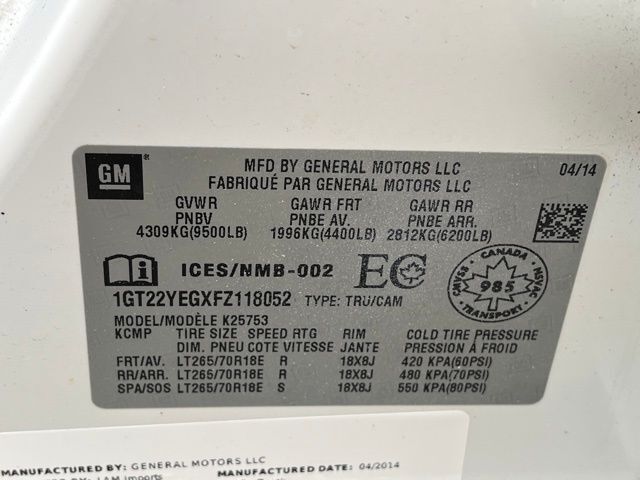 GM
MFD BY GENERAL MOTORS LLC
FABRIQUÉ PAR GENERAL MOTORS LLC
04/14
GVWR GAWR FRT GAWR RR
PNBV PNBE AV. PNBE ARR.
4309KG(9500LB) 1996KG(4400LB) 2812KG(6200LB)
ICES/NMB-002 EC
CANADA
CMVSS NSVAC
985
TRANSPORT
1GT22YEGXFZ118052 TYPE: TRU/CAM
MODEL/MODÈLE K25753
KCMP TIRE SIZE SPEED RTG RIM COLD TIRE PRESSURE
DIM. PNEU COTE VITESSE JANTE PRESSION À FROID
FRT/AV. LT265/70R18E R 18X8J 420 KPA(60PSI)
RR/ARR. LT265/70R18E R 18X8J 480 KPA(70PSI)
SPA/SOS LT265/70R18E S 18X8J 550 KPA(80PSI)
MANUFACTURED BY: GENERAL MOTORS LLC
MANUFACTURED DATE: 04/2014